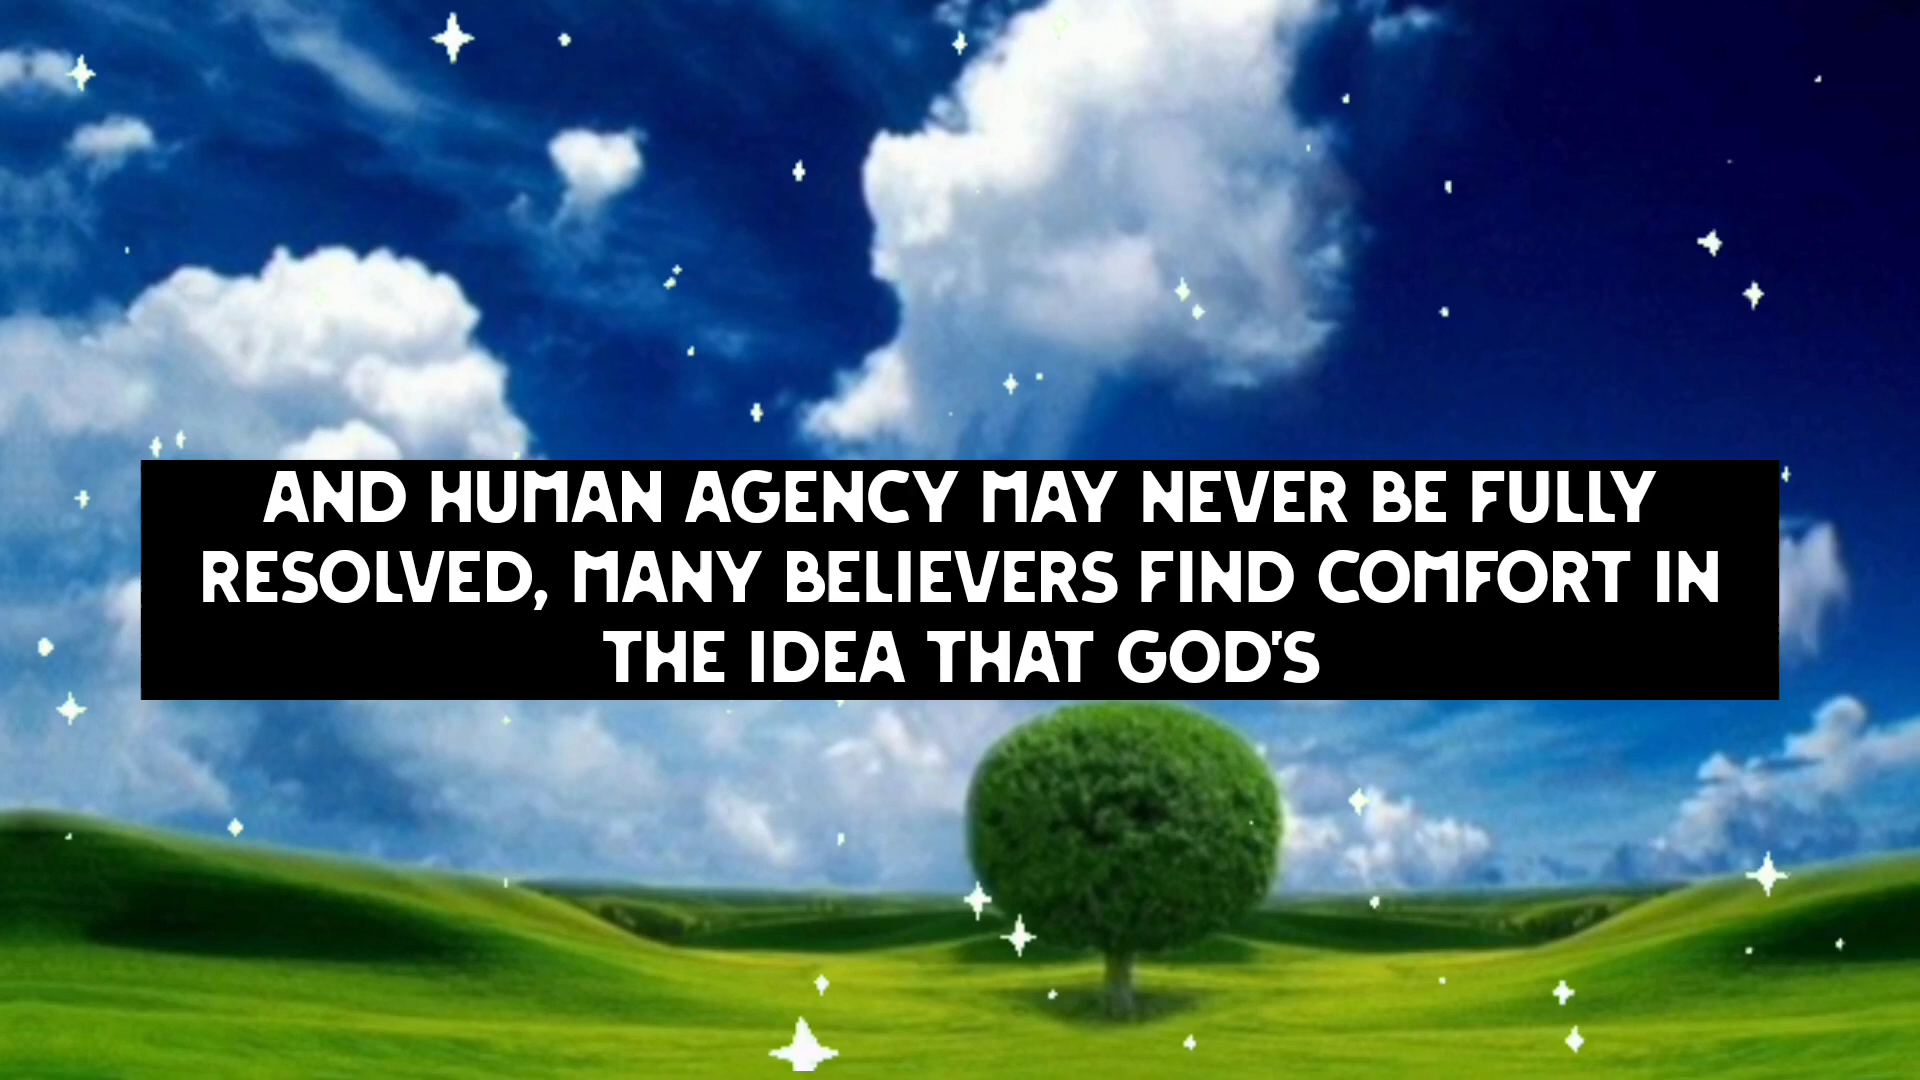 AND HUMAN AGENCY MAY NEVER BE FULLY
RESOLVED, MANY BELIEVERS FIND COMFORT IN
THE IDEA THAT GOD'S